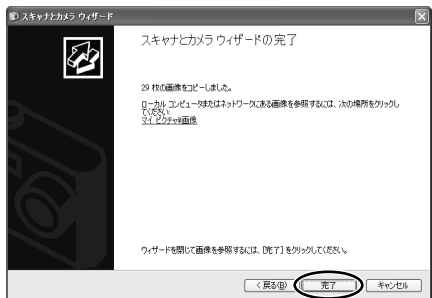 スキャナとカメラ ウィザード
スキャナとカメラ ウィザードの完了
29 枚の画像をコピーしました。
ローカル コンピュータまたはネットワークにある画像を参照するには、次の場所をクリックし
てください:
マイ ピクチャ¥画像
ウィザードを閉じて画像を参照するには、[完了] をクリックしてください。
< 戻る(B)
完了
キャンセル